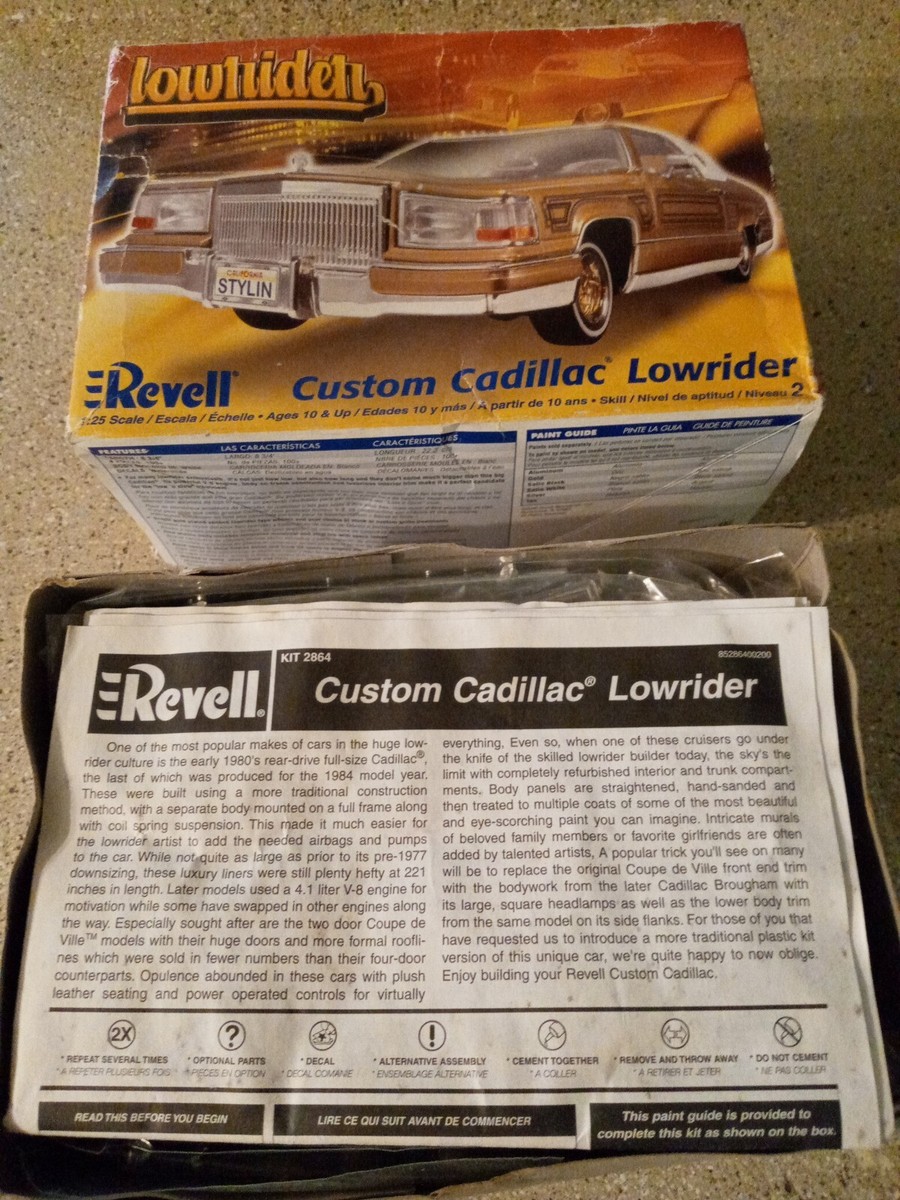 lowrider
CALIFORNIA
STYLIN
Revell® Custom Cadillac® Lowrider
1:25 Scale / Escala / Échelle • Ages 10 & Up / Edades 10 y más / À partir de 10 ans • Skill / Nivel de aptitud / Niveau 2
FEATURES: LAS CARACTERÍSTICAS CARACTÉRISTIQUES
PAINT GUIDE PINTE LA GUIA GUIDE DE PEINTURE
Aluminum
Gold
Satin Black
Satin White
Silver
Revell®
KIT 2864
85286400200
Custom Cadillac® Lowrider
One of the most popular makes of cars in the huge low-
rider culture is the early 1980's rear-drive full-size Cadillac®,
the last of which was produced for the 1984 model year.
These were built using a more traditional construction
method, with a separate body mounted on a full frame along
with coil spring suspension. This made it much easier for
the lowrider artist to add the needed airbags and pumps
to the car. While not quite as large as prior to its pre-1977
downsizing, these luxury liners were still plenty hefty at 221
inches in length. Later models used a 4.1 liter V-8 engine for
motivation while some have swapped in other engines along
the way. Especially sought after are the two door Coupe de
Ville™ models with their huge doors and more formal roofli-
nes which were sold in fewer numbers than their four-door
counterparts. Opulence abounded in these cars with plush
leather seating and power operated controls for virtually
everything. Even so, when one of these cruisers go under
the knife of the skilled lowrider builder today, the sky's the
limit with completely refurbished interior and trunk compart-
ments. Body panels are straightened, hand-sanded and
then treated to multiple coats of some of the most beautiful
and eye-scorching paint you can imagine. Intricate murals
of beloved family members or favorite girlfriends are often
added by talented artists. A popular trick you'll see on many
will be to replace the original Coupe de Ville front end trim
with the bodywork from the later Cadillac Brougham with
its large, square headlamps as well as the lower body trim
from the same model on its side flanks. For those of you that
have requested us to introduce a more traditional plastic kit
version of this unique car, we're quite happy to now oblige.
Enjoy building your Revell Custom Cadillac.
2X ? !
* REPEAT SEVERAL TIMES * OPTIONAL PARTS * DECAL * ALTERNATIVE ASSEMBLY * CEMENT TOGETHER * REMOVE AND THROW AWAY * DO NOT CEMENT
* A REPETER PLUSIEURS FOIS * PIECES EN OPTION * DECAL COMANIE * ENSEMBLAGE ALTERNATIVE * A COLLER * A RETIRER ET JETER * NE PAS COLLER
READ THIS BEFORE YOU BEGIN
LIRE CE QUI SUIT AVANT DE COMMENCER
This paint guide is provided to
complete this kit as shown on the box.